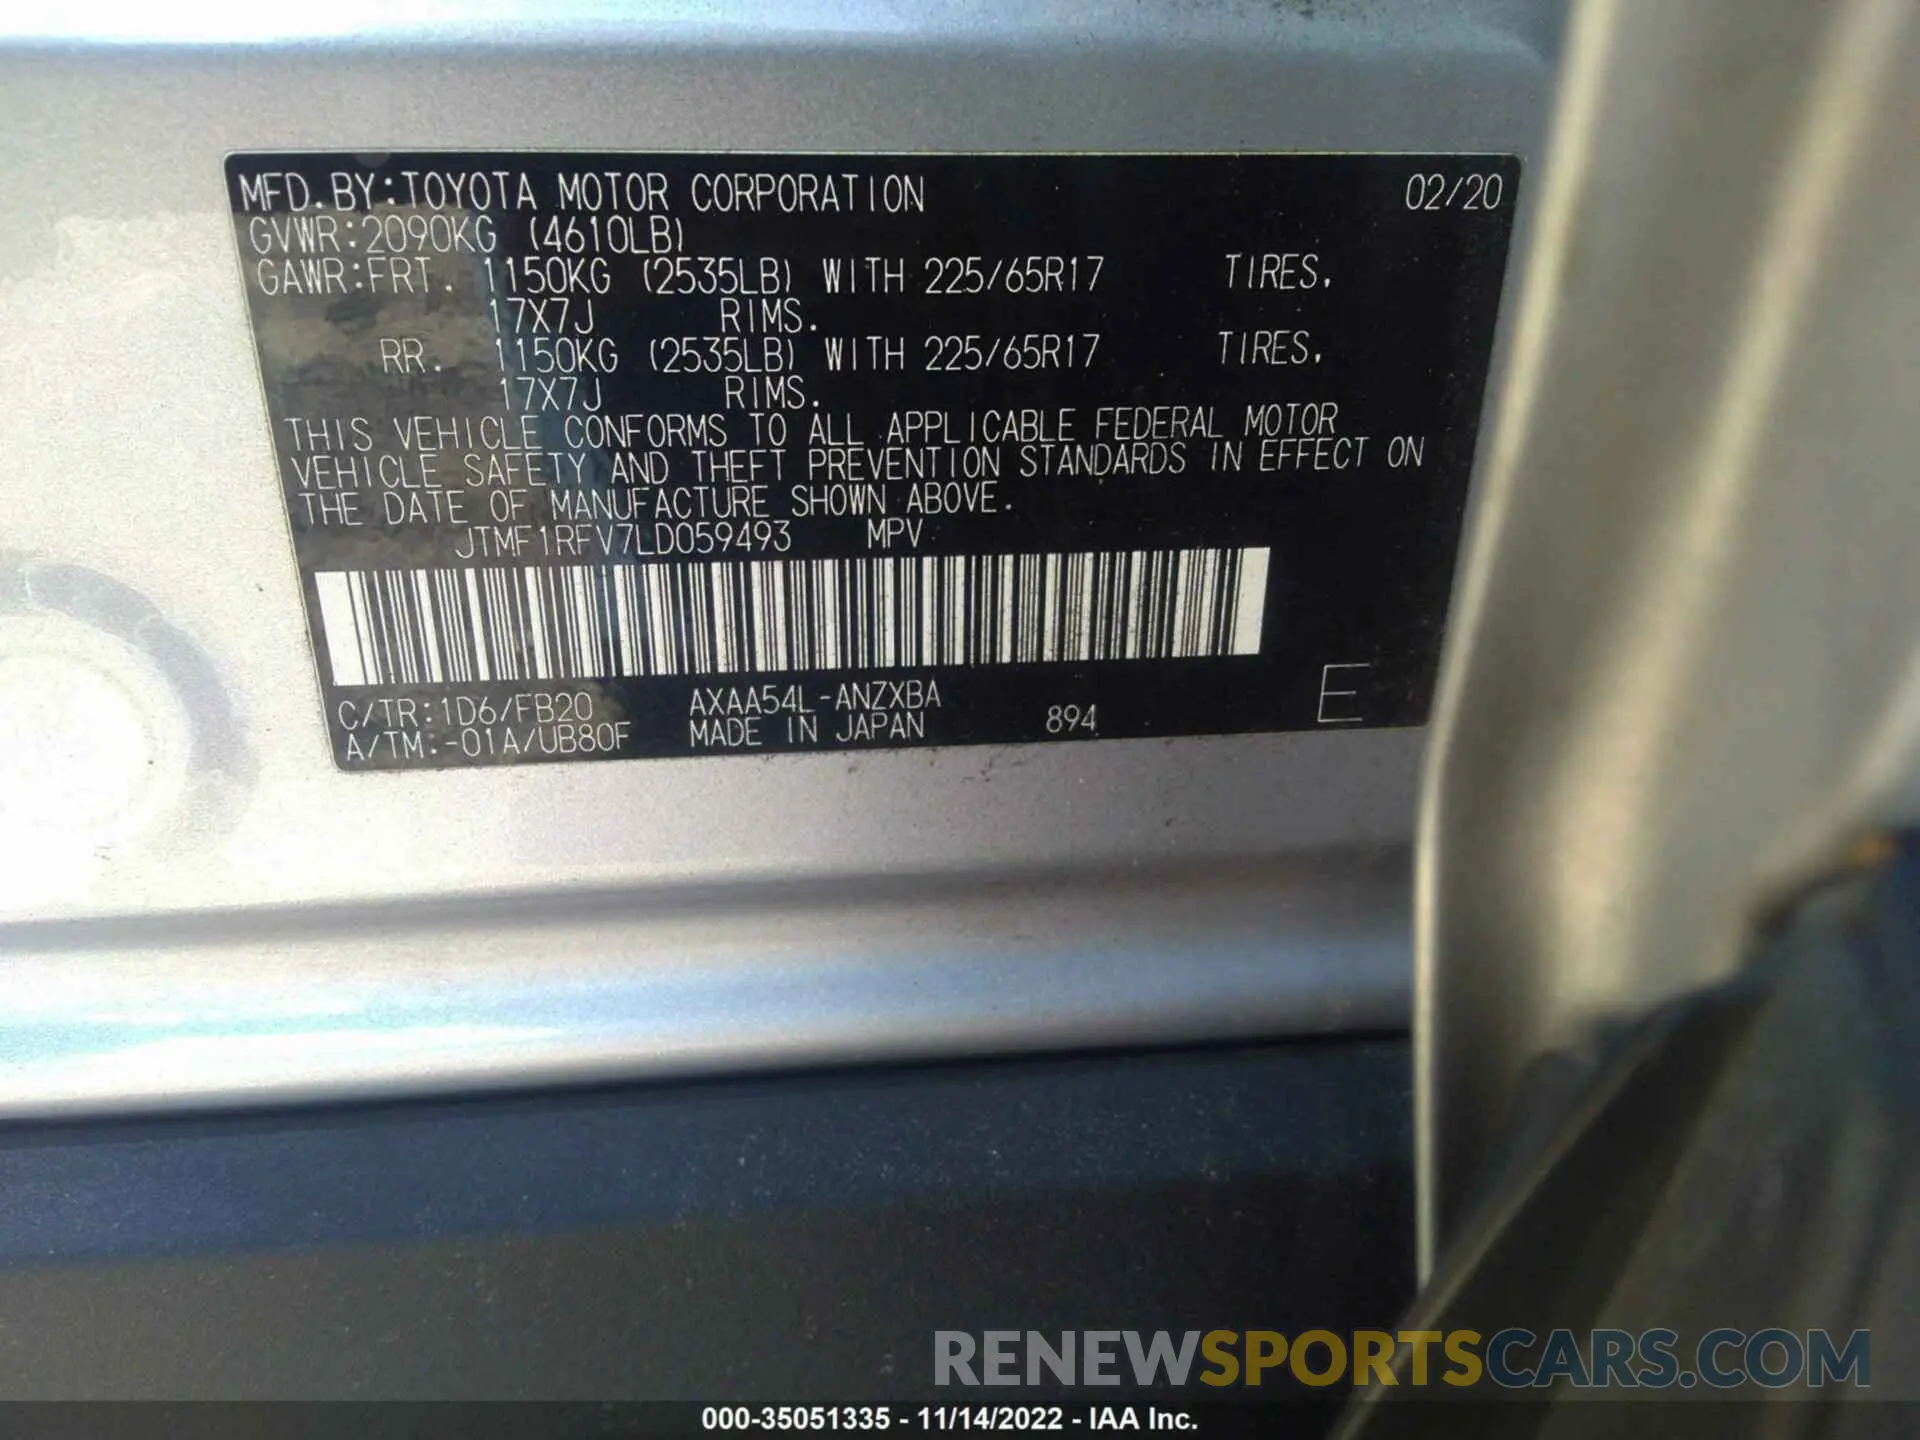 MFD.BY:TOYOTA MOTOR CORPORATION 02/20
GVWR:2090KG (4610LB)
GAWR:FRT. 1150KG (2535LB) WITH 225/65R17 TIRES,
17X7J RIMS.
RR. 1150KG (2535LB) WITH 225/65R17 TIRES,
17X7J RIMS.
THIS VEHICLE CONFORMS TO ALL APPLICABLE FEDERAL MOTOR
VEHICLE SAFETY AND THEFT PREVENTION STANDARDS IN EFFECT ON
THE DATE OF MANUFACTURE SHOWN ABOVE.
JTMF1RFV7LD059493 MPV
C/TR:1D6/FB20 AXAA54L-ANZXBA
A/TM:-01A/UB80F MADE IN JAPAN 894 E
RENEWSPORTSCARS.COM
000-35051335 - 11/14/2022 - IAA Inc.